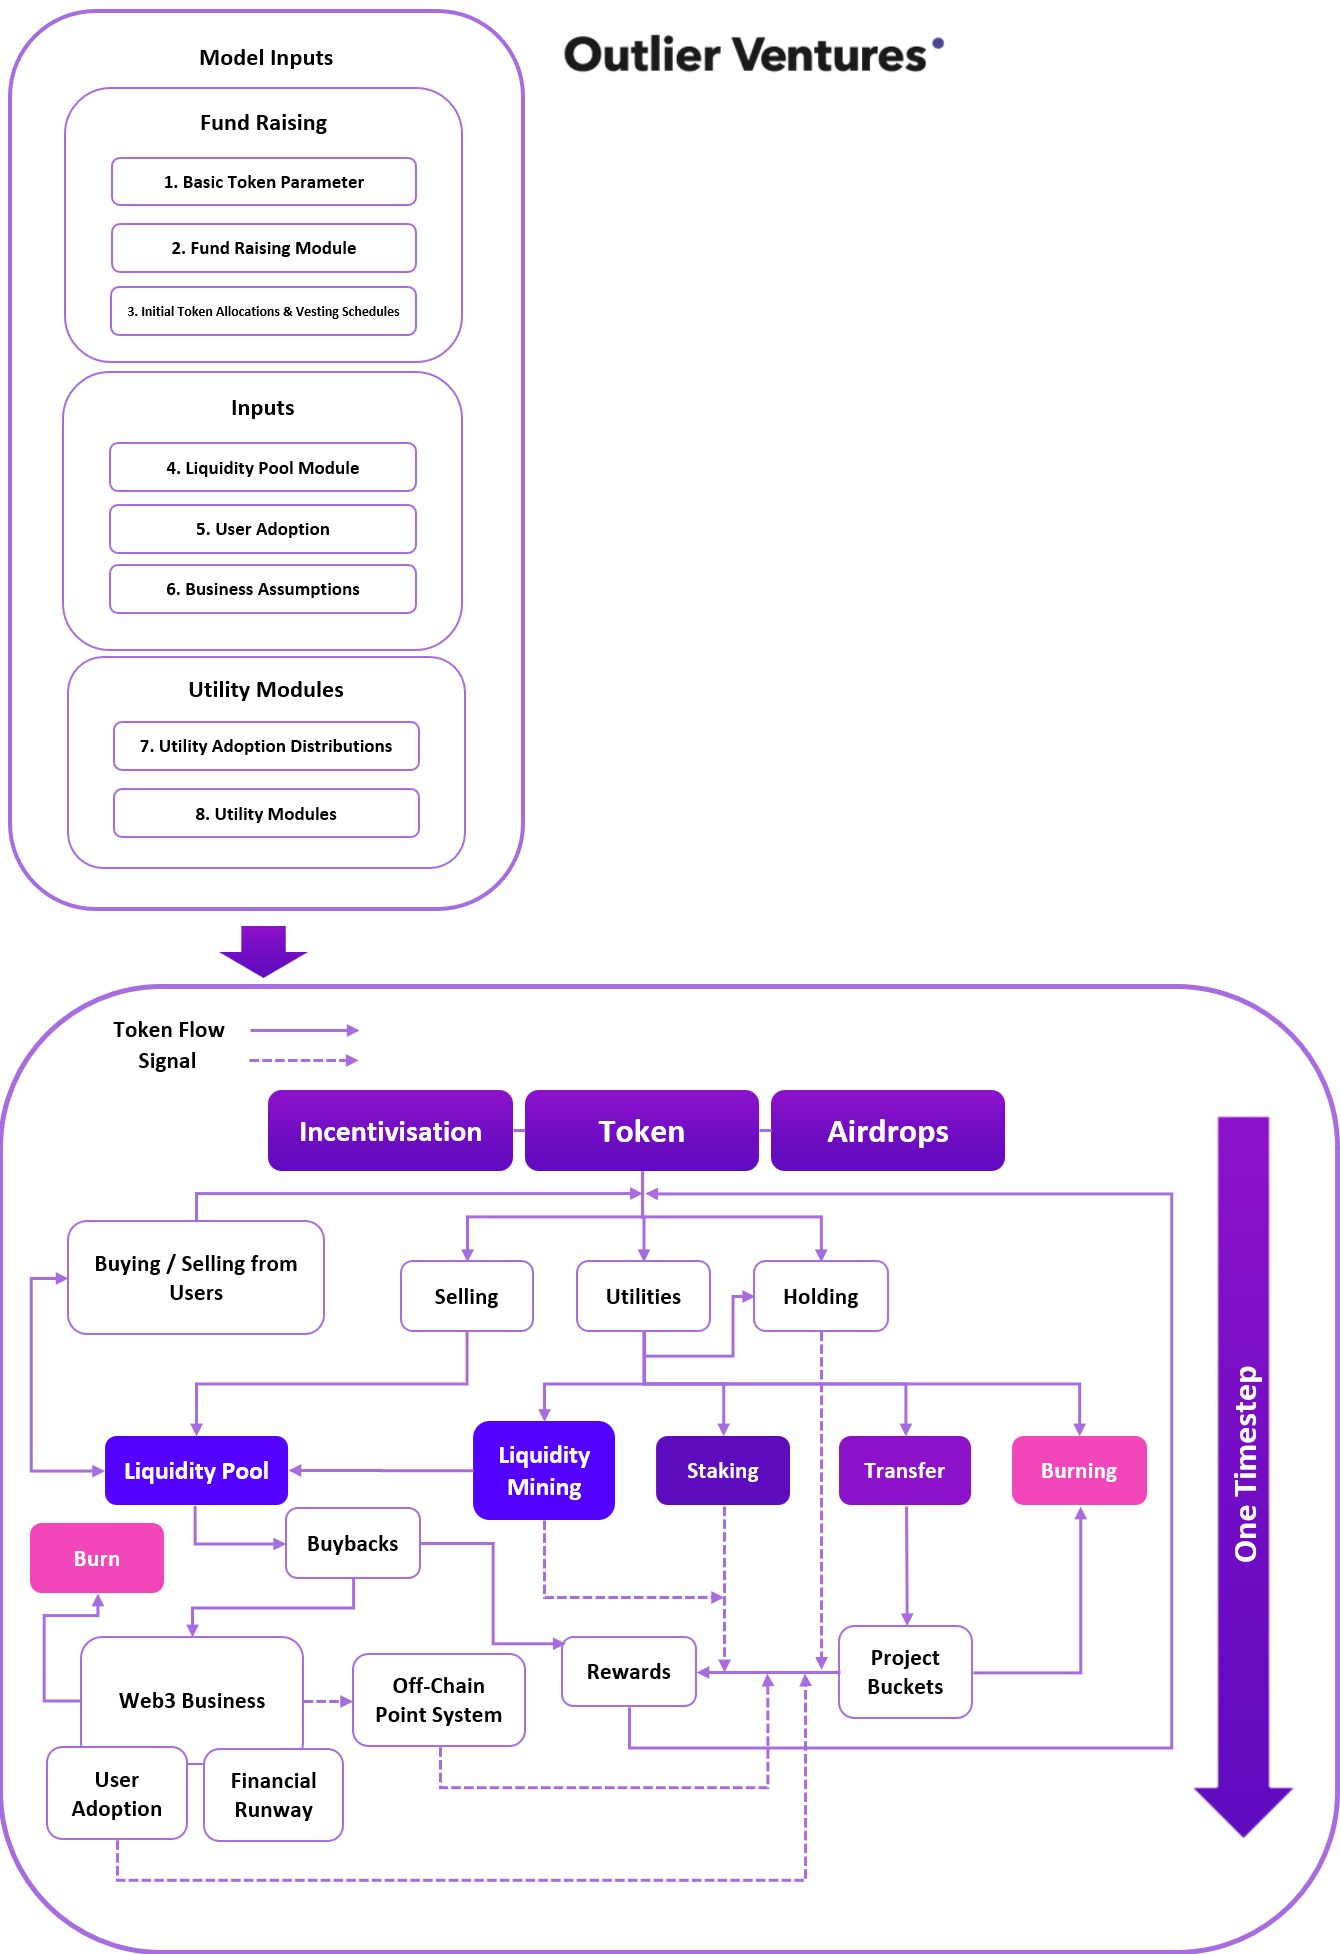 Model Inputs
Outlier Ventures
Fund Raising
1. Basic Token Parameter
2. Fund Raising Module
3. Initial Token Allocations & Vesting Schedules
Inputs
4. Liquidity Pool Module
5. User Adoption
6. Business Assumptions
Utility Modules
7. Utility Adoption Distributions
8. Utility Modules
Token Flow
Signal
Incentivisation
Token
Airdrops
Buying / Selling from
Users
Selling
Utilities
Holding
One Timestep
Liquidity Pool
Liquidity
Mining
Staking
Transfer
Burning
Burn
Buybacks
Web3 Business
Off-Chain
Point System
Rewards
Project
Buckets
User
Adoption
Financial
Runway